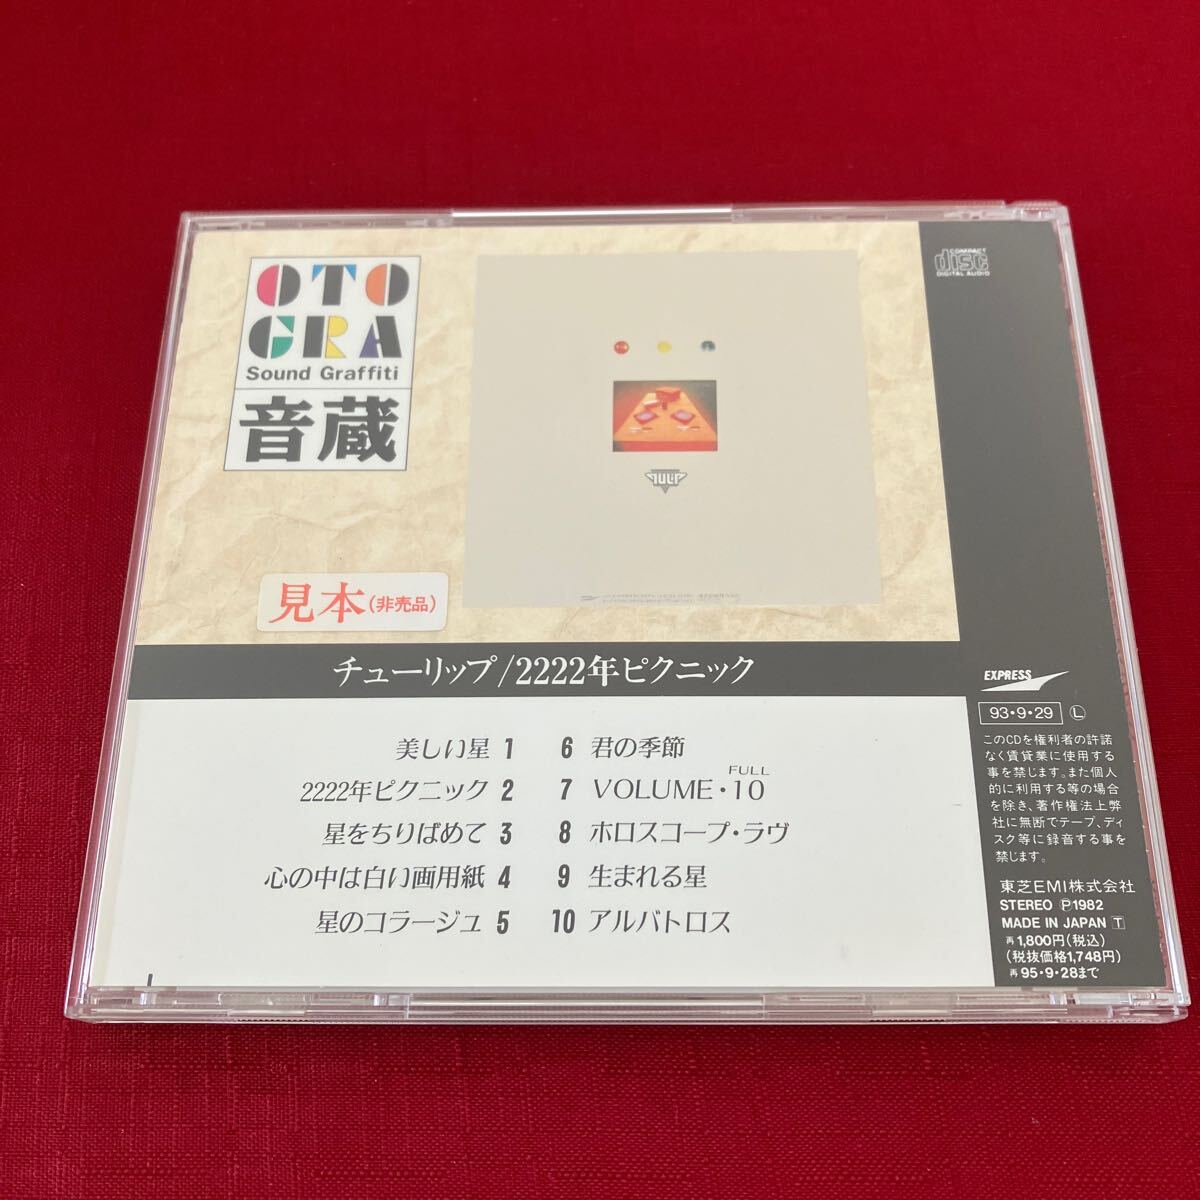 OTO
GRA
Sound Graffiti
音蔵
COMPACT
disc
DIGITAL AUDIO
TULIP
見本(非売品)
チューリップ/2222年ピクニック
美しい星 1
2222年ピクニック 2
星をちりばめて 3
心の中は白い画用紙 4
星のコラージュ 5
6 君の季節
FULL
7 VOLUME・10
8 ホロスコープ・ラヴ
9 生まれる星
10 アルバトロス
EXPRESS
93・9・29 Ⓛ
このCDを権利者の許諾
なく賃貸業に使用する
事を禁じます。また個人
的に利用する等の場合
を除き、著作権法上弊
社に無断でテープ、ディ
スク等に録音する事を
禁じます。
東芝EMI株式会社
STEREO Ⓟ1982
MADE IN JAPAN T
再1,800円(税込)
(税抜価格1,748円)
再95・9・28まで